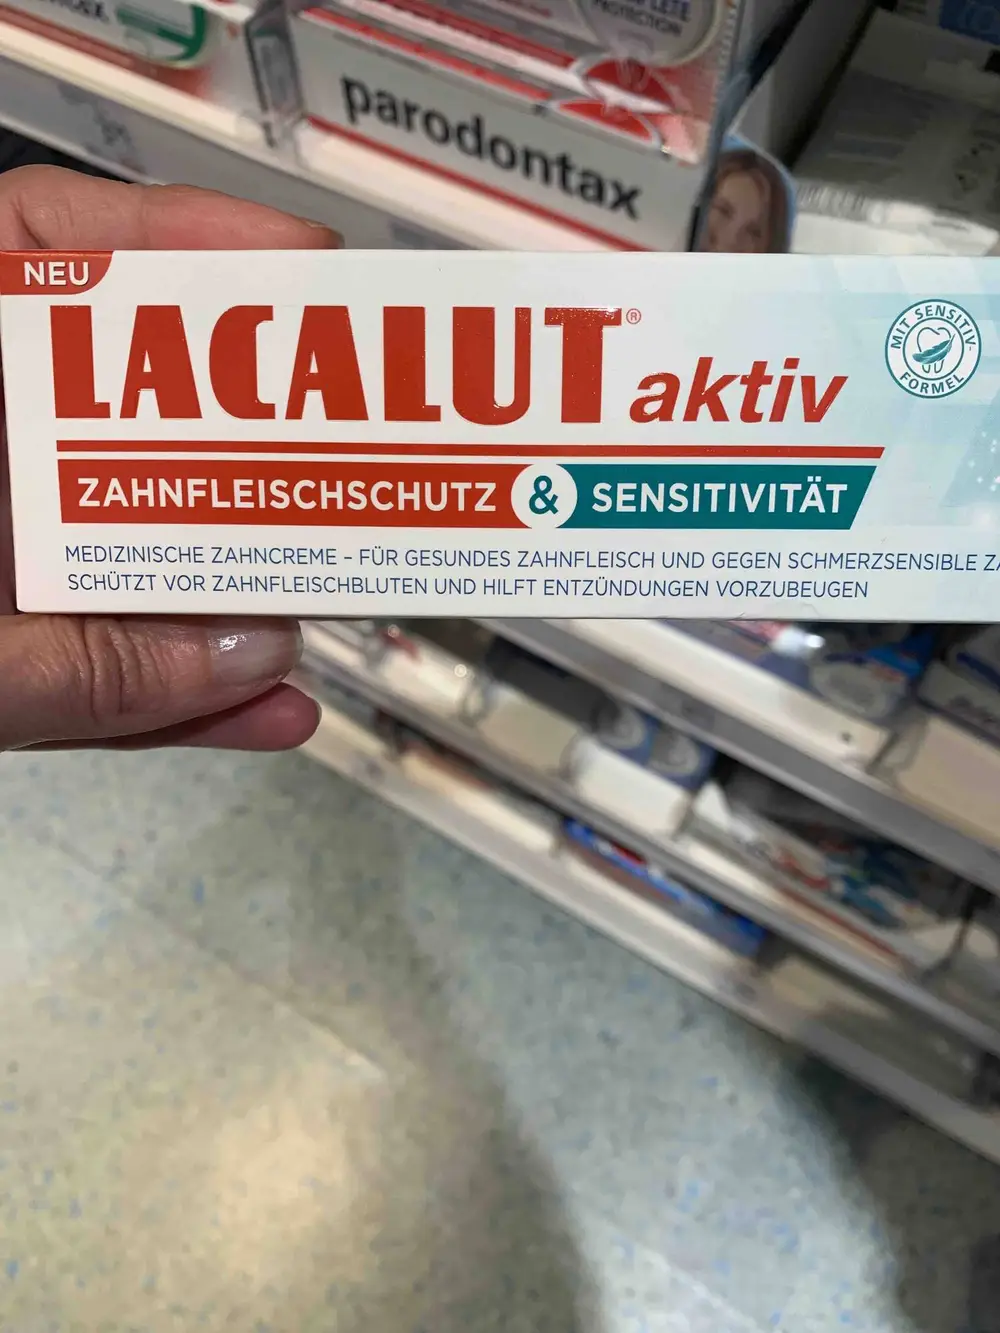 PROTECTION
parodontax
NEU
LACALUT® aktiv
MIT SENSITIV-
FORMEL
ZAHNFLEISCHSCHUTZ & SENSITIVITÄT
MEDIZINISCHE ZAHNCREME – FÜR GESUNDES ZAHNFLEISCH UND GEGEN SCHMERZSENSIBLE
SCHÜTZT VOR ZAHNFLEISCHBLUTEN UND HILFT ENTZÜNDUNGEN VORZUBEUGEN